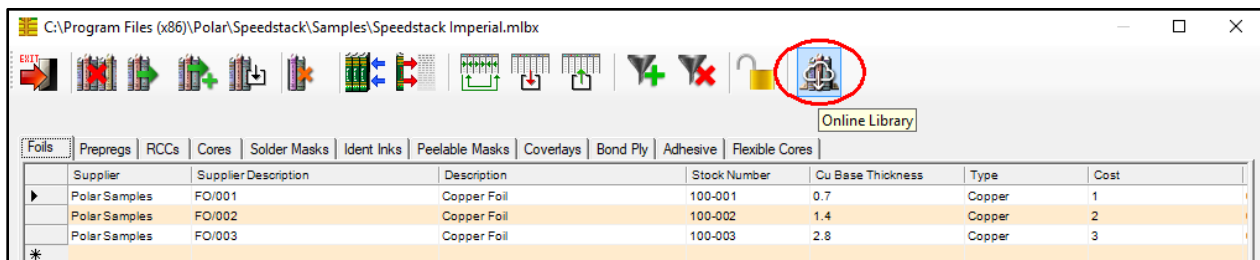 C:\Program Files (x86)\Polar\Speedstack\Samples\Speedstack Imperial.mlbx
EXIT
Online Library
Foils Prepregs RCCs Cores Solder Masks Ident Inks Peelable Masks Coverlays Bond Ply Adhesive Flexible Cores
Supplier Supplier Description Description Stock Number Cu Base Thickness Type Cost
Polar Samples FO/001 Copper Foil 100-001 0.7 Copper 1
Polar Samples FO/002 Copper Foil 100-002 1.4 Copper 2
Polar Samples FO/003 Copper Foil 100-003 2.8 Copper 3